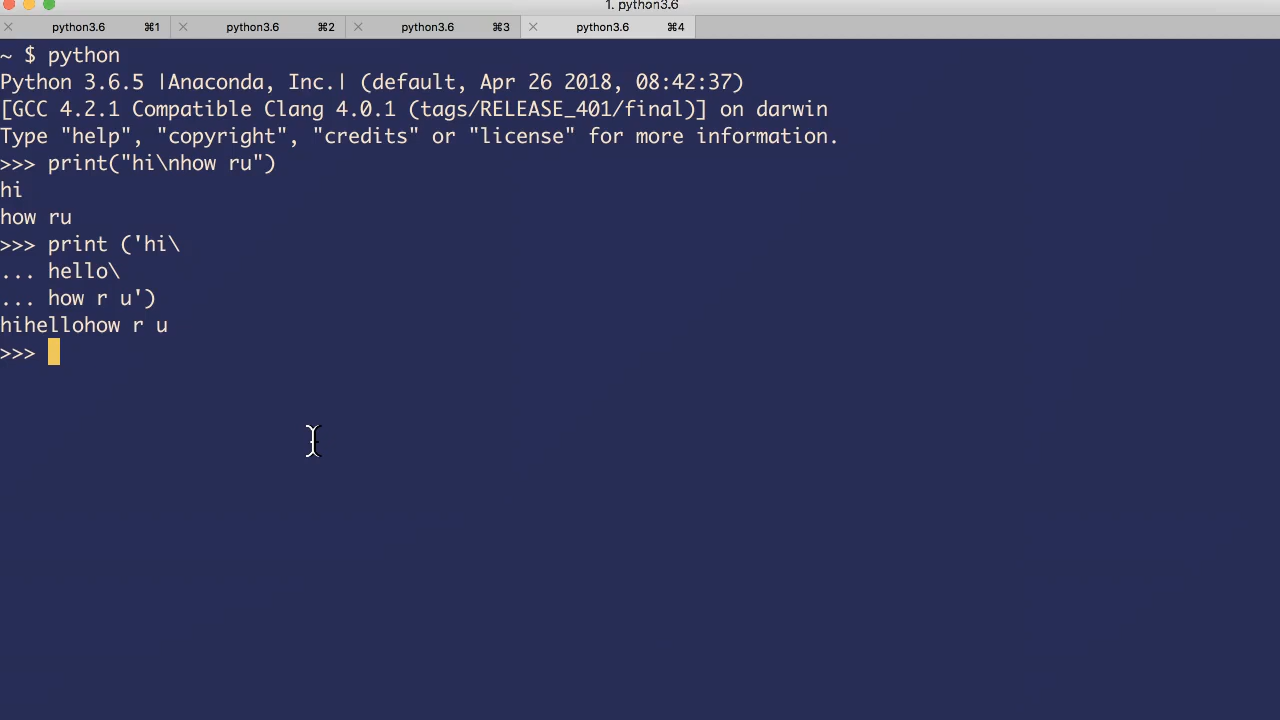 1. python3.6
python3.6 ⌘1 python3.6 ⌘2 python3.6 ⌘3 python3.6 ⌘4
~ $ python
Python 3.6.5 |Anaconda, Inc.| (default, Apr 26 2018, 08:42:37)
[GCC 4.2.1 Compatible Clang 4.0.1 (tags/RELEASE_401/final)] on darwin
Type "help", "copyright", "credits" or "license" for more information.
>>> print("hi\nhow ru")
hi
how ru
>>> print ('hi\
... hello\
... how r u')
hihellohow r u
>>>